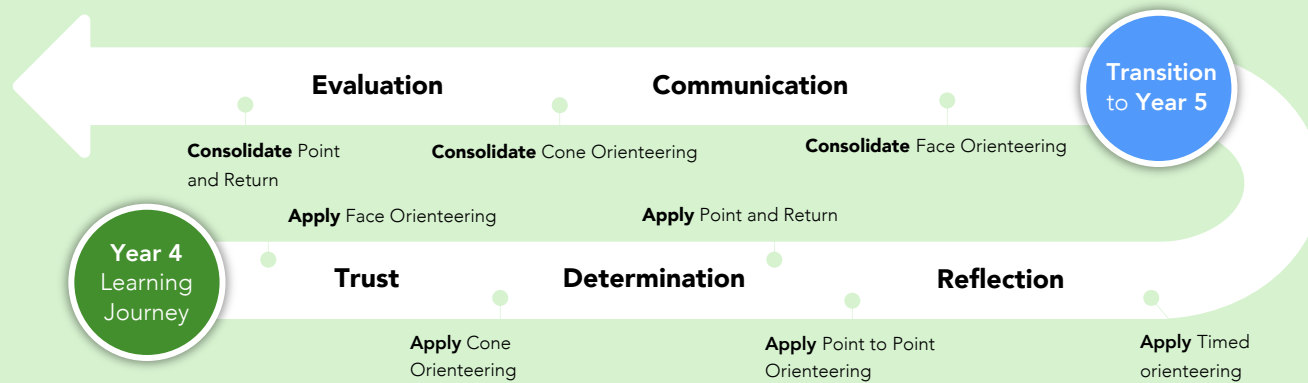 Evaluation
Communication
Transition
to Year 5
Consolidate Point
and Return
Consolidate Cone Orienteering
Consolidate Face Orienteering
Apply Face Orienteering
Apply Point and Return
Year 4
Learning
Journey
Trust
Determination
Reflection
Apply Cone
Orienteering
Apply Point to Point
Orienteering
Apply Timed
orienteering